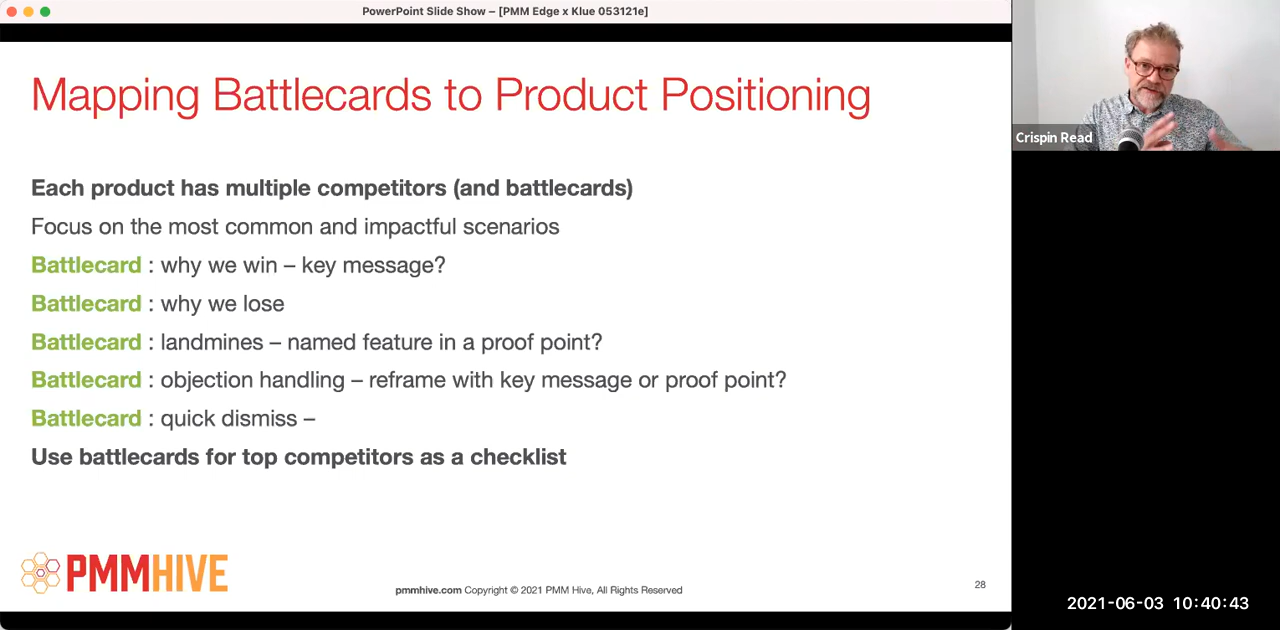 PowerPoint Slide Show – [PMM Edge x Klue 053121e]
Mapping Battlecards to Product Positioning
Each product has multiple competitors (and battlecards)
Focus on the most common and impactful scenarios
Battlecard : why we win – key message?
Battlecard : why we lose
Battlecard : landmines – named feature in a proof point?
Battlecard : objection handling – reframe with key message or proof point?
Battlecard : quick dismiss –
Use battlecards for top competitors as a checklist
PMMHIVE
pmmhive.com Copyright © 2021 PMM Hive, All Rights Reserved
28
Crispin Read
2021-06-03 10:40:43